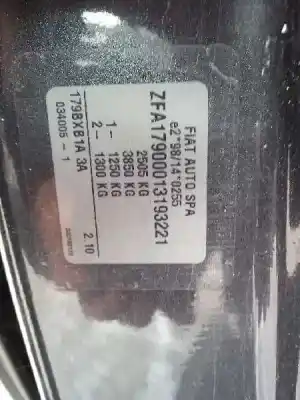 FIAT AUTO SPA
e2*98/14*0255
ZFA17900013193221
2505 KG
3850 KG
1- 1250 KG
2- 1300 KG
179BXB1A 3A 2.10
034005 - 1